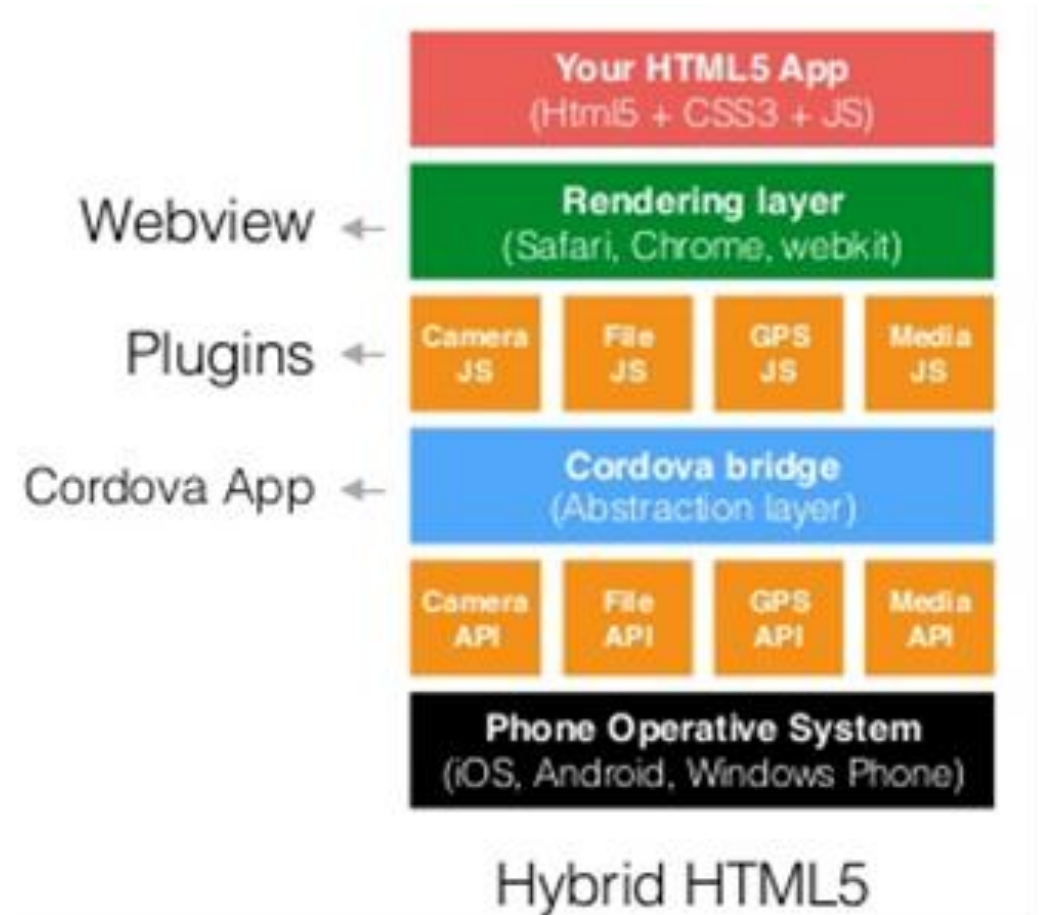 Your HTML5 App
(Html5 + CSS3 + JS)
Webview
Rendering layer
(Safari, Chrome, webkit)
Plugins
Camera JS
File JS
GPS JS
Media JS
Cordova App
Cordova bridge
(Abstraction layer)
Camera API
File API
GPS API
Media API
Phone Operative System
(iOS, Android, Windows Phone)
Hybrid HTML5